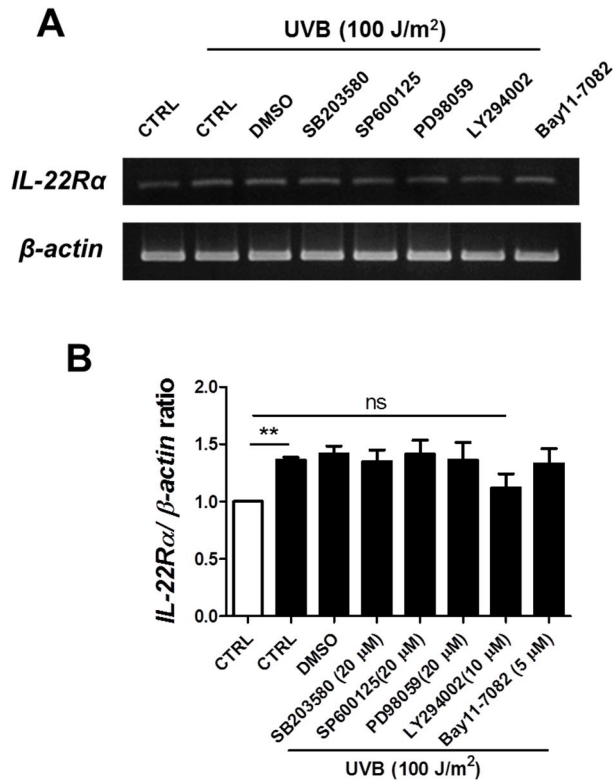 A
UVB (100 J/m²)
CTRL
CTRL
DMSO
SB203580
SP600125
PD98059
LY294002
Bay11-7082
IL-22Rα
β-actin
B
IL-22Rα/ β-actin ratio
2.0
1.5
1.0
0.5
0.0
ns
**
CTRL
CTRL
DMSO
SB203580 (20 μM)
SP600125(20 μM)
PD98059(20 μM)
LY294002(10 μM)
Bay11-7082 (5 μM)
UVB (100 J/m²)